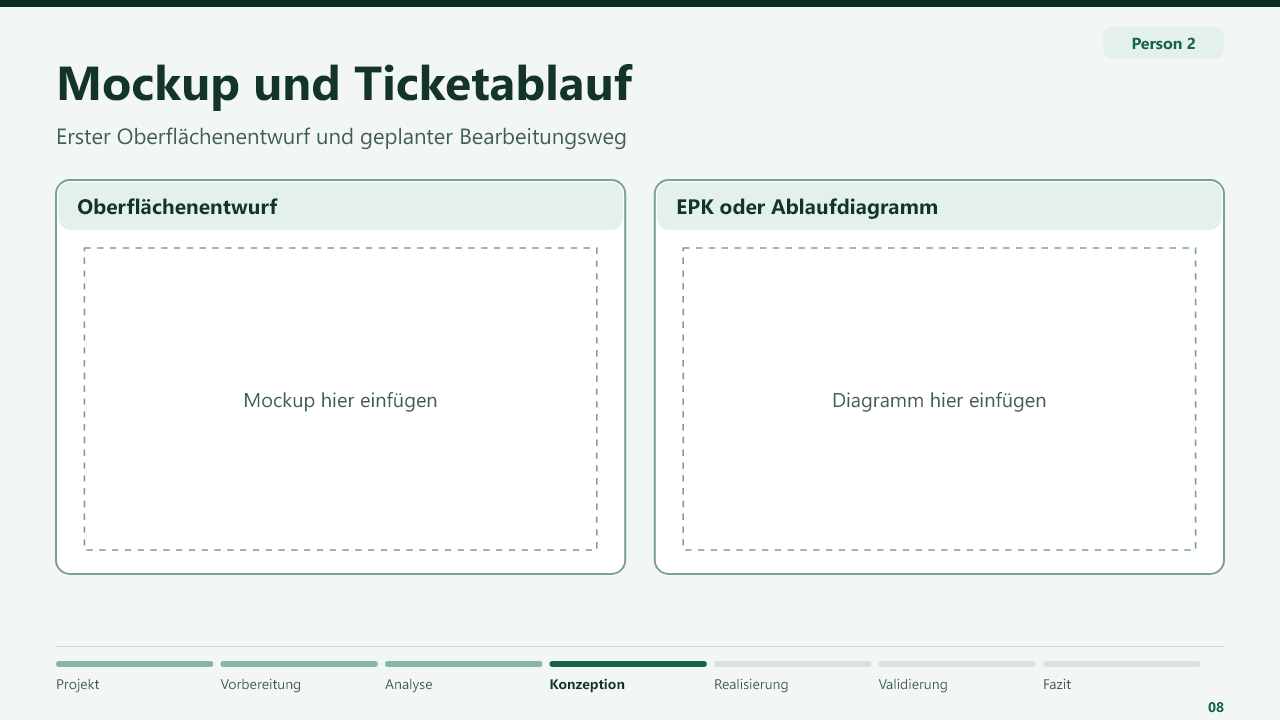 Person 2
Mockup und Ticketablauf
Erster Oberflächenentwurf und geplanter Bearbeitungsweg
Oberflächenentwurf
Mockup hier einfügen
EPK oder Ablaufdiagramm
Diagramm hier einfügen
Projekt
Vorbereitung
Analyse
Konzeption
Realisierung
Validierung
Fazit
08